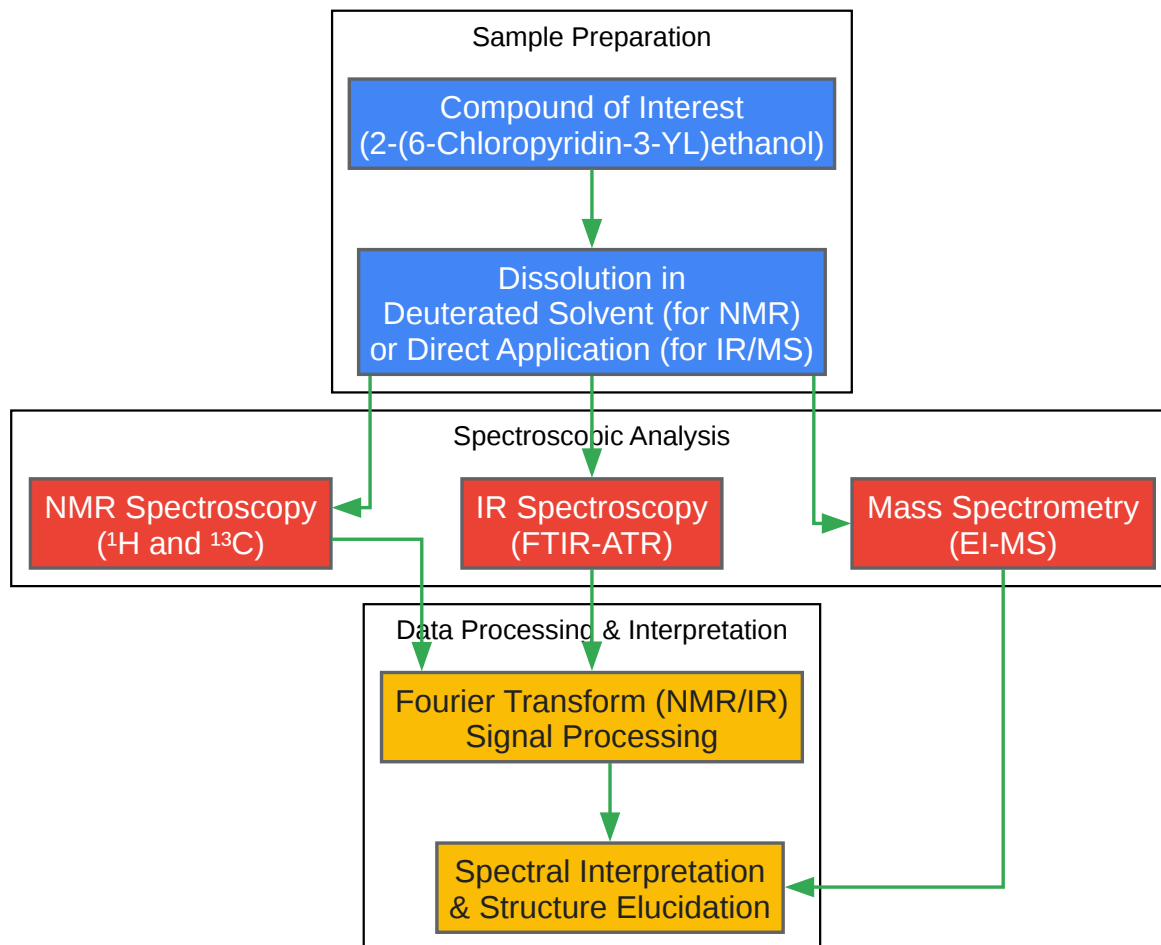 Sample Preparation
Compound of Interest
(2-(6-Chloropyridin-3-YL)ethanol)
Dissolution in
Deuterated Solvent (for NMR)
or Direct Application (for IR/MS)
Spectroscopic Analysis
NMR Spectroscopy
(¹H and ¹³C)
IR Spectroscopy
(FTIR-ATR)
Mass Spectrometry
(EI-MS)
Data Processing & Interpretation
Fourier Transform (NMR/IR)
Signal Processing
Spectral Interpretation
& Structure Elucidation